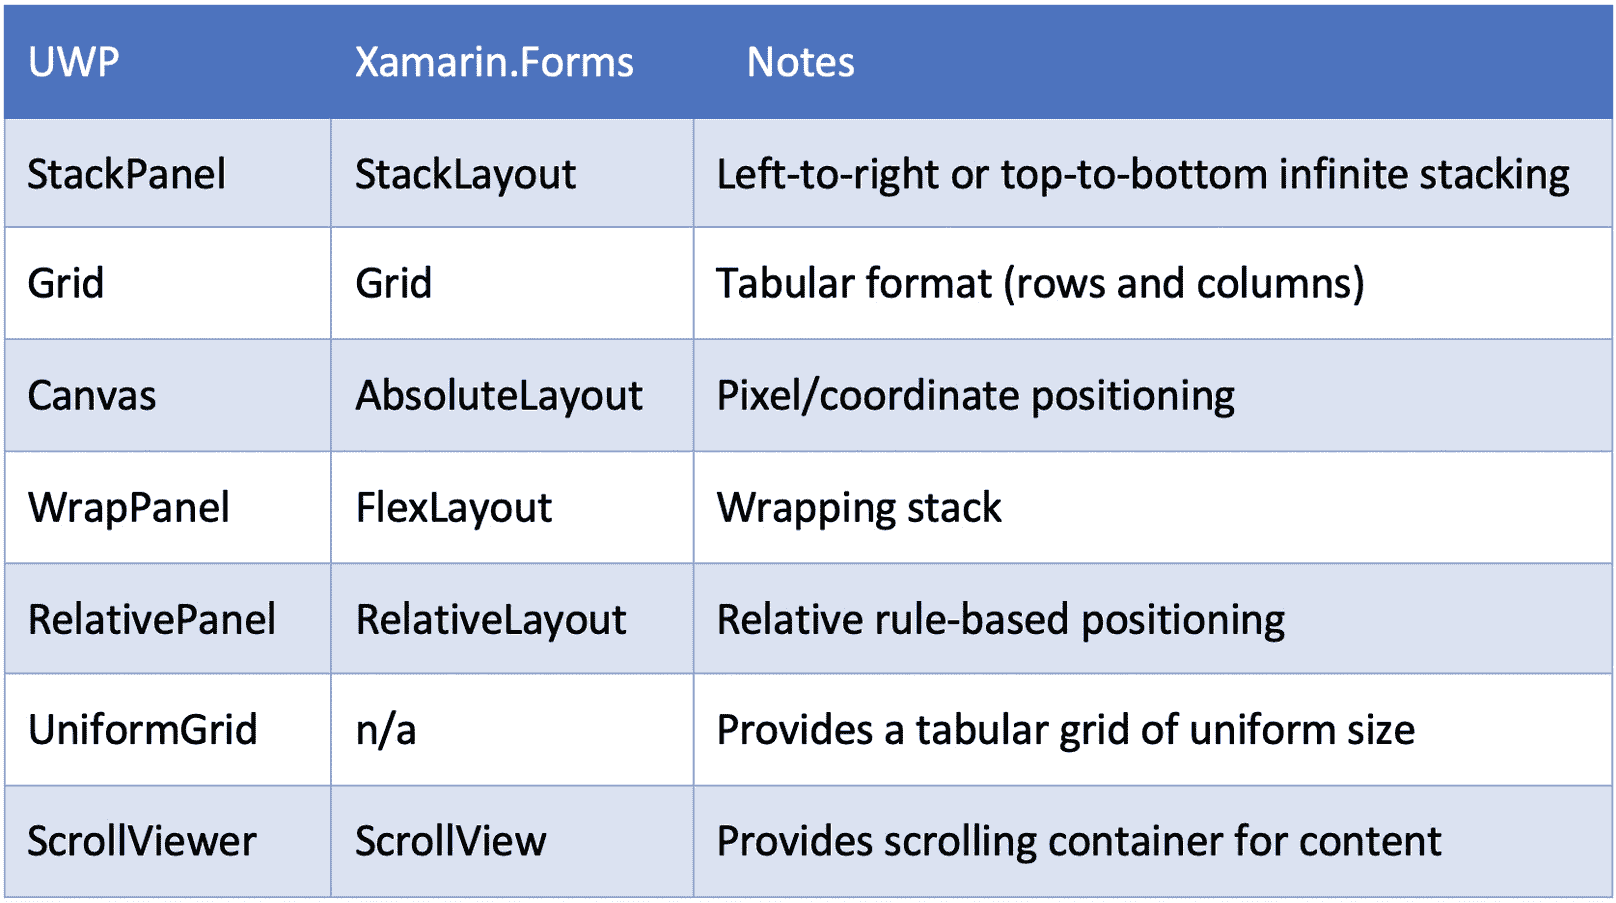 UWP Xamarin.Forms Notes
StackPanel StackLayout Left-to-right or top-to-bottom infinite stacking
Grid Grid Tabular format (rows and columns)
Canvas AbsoluteLayout Pixel/coordinate positioning
WrapPanel FlexLayout Wrapping stack
RelativePanel RelativeLayout Relative rule-based positioning
UniformGrid n/a Provides a tabular grid of uniform size
ScrollViewer ScrollView Provides scrolling container for content